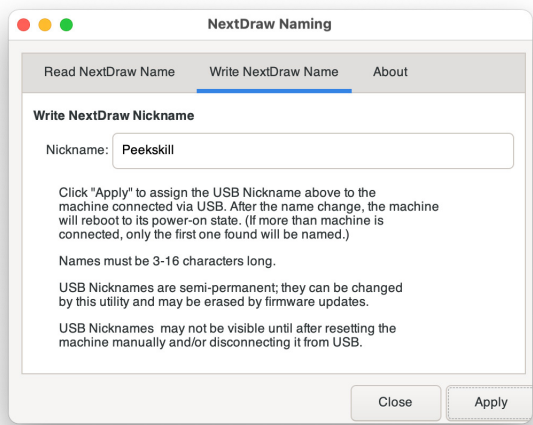 NextDraw Naming
Read NextDraw Name Write NextDraw Name About
Write NextDraw Nickname
Nickname: Peekskill
Click "Apply" to assign the USB Nickname above to the
machine connected via USB. After the name change, the machine
will reboot to its power-on state. (If more than machine is
connected, only the first one found will be named.)
Names must be 3-16 characters long.
USB Nicknames are semi-permanent; they can be changed
by this utility and may be erased by firmware updates.
USB Nicknames  may not be visible until after resetting the
machine manually and/or disconnecting it from USB.
Close Apply